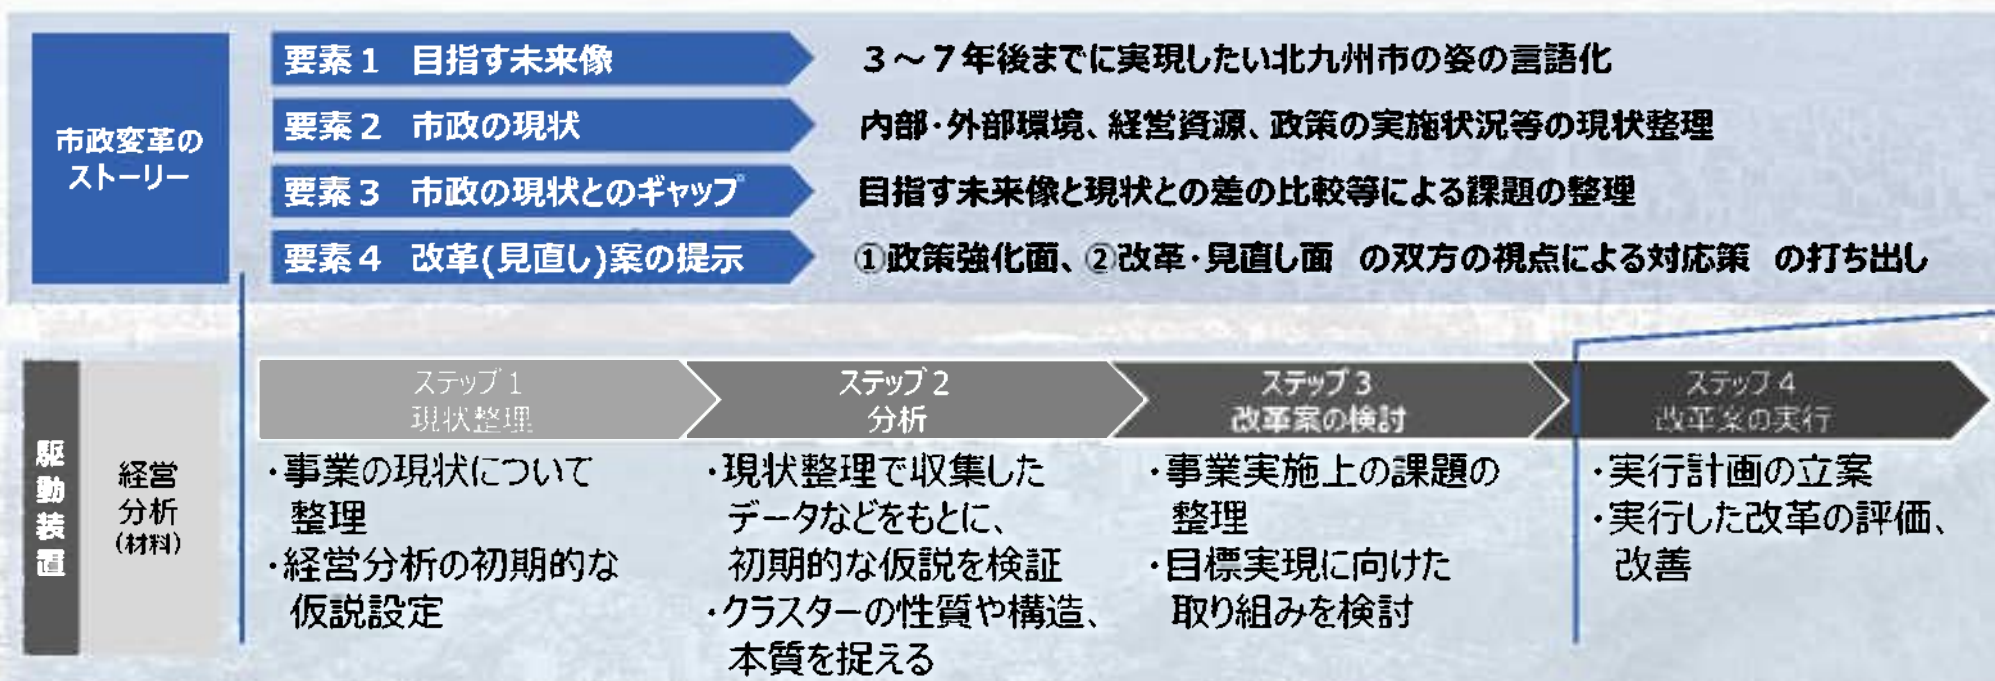 市政変革の
ストーリー
要素1 目指す未来像
3～7年後までに実現したい北九州市の姿の言語化
要素2 市政の現状
内部・外部環境、経営資源、政策の実施状況等の現状整理
要素3 市政の現状とのギャップ
目指す未来像と現状との差の比較等による課題の整理
要素4 改革(見直し)案の提示
①政策強化面、②改革・見直し面 の双方の視点による対応策 の打ち出し
駆動装置
経営
分析
(材料)
ステップ1
現状整理
・事業の現状について
整理
・経営分析の初期的な
仮説設定
ステップ2
分析
・現状整理で収集した
データなどをもとに、
初期的な仮説を検証
・クラスターの性質や構造、
本質を捉える
ステップ3
改革案の検討
・事業実施上の課題の
整理
・目標実現に向けた
取り組みを検討
ステップ4
改革案の実行
・実行計画の立案
・実行した改革の評価、
改善